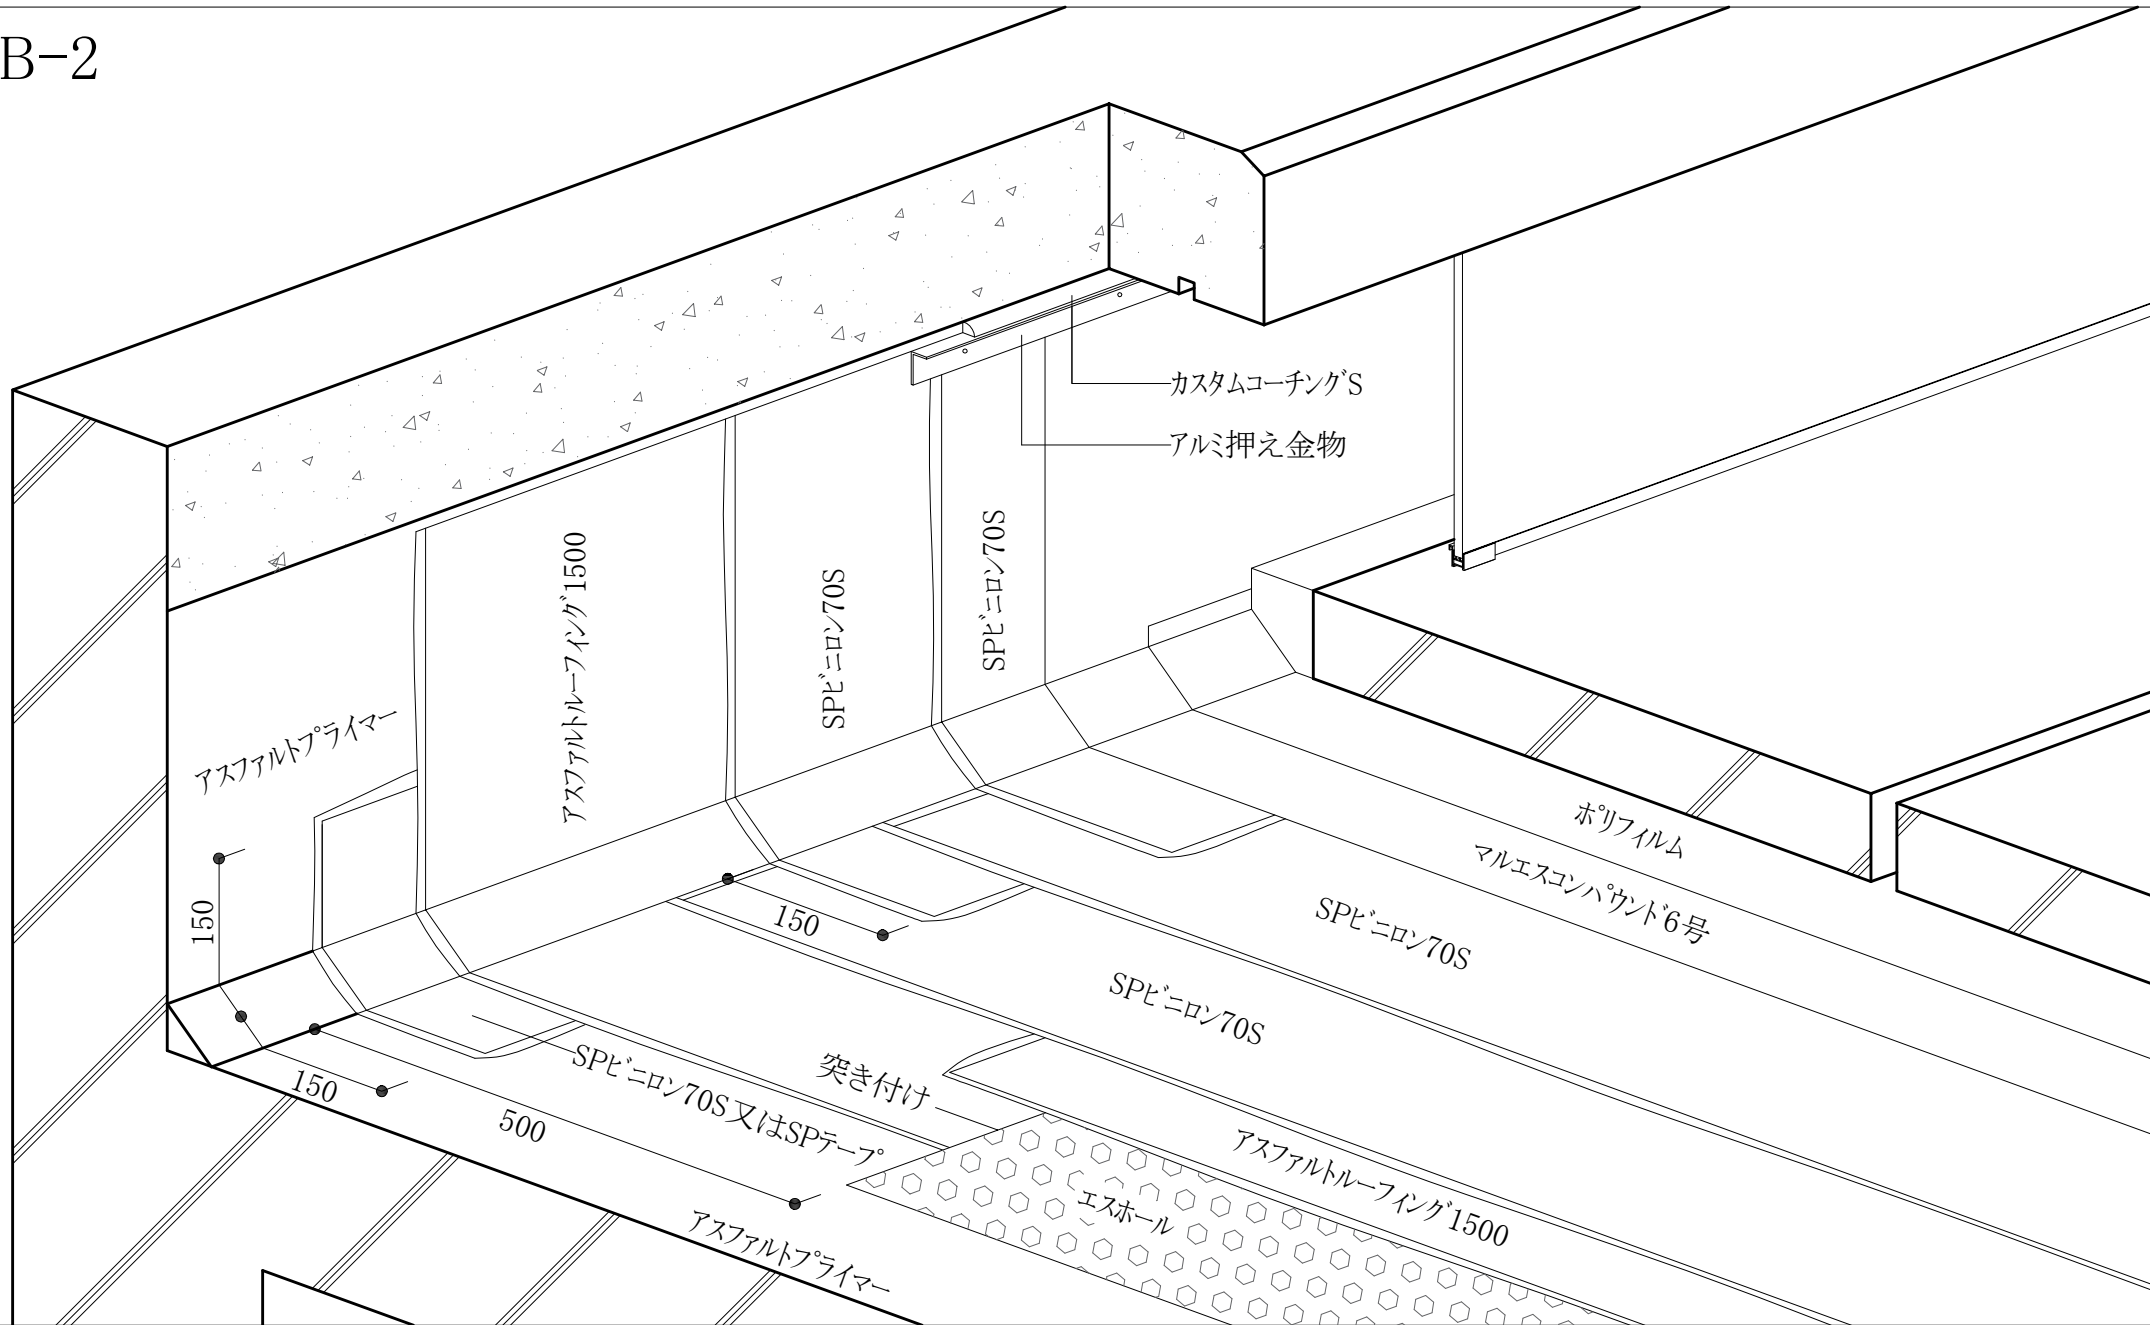 B-2
カスタムコーチングS
アルミ押え金物
アスファルトルーフィング1500
SPビニロン70S
SPビニロン70S
アスファルトプライマー
150
150
150
500
ポリフィルム
マルエスコンパウンド6号
SPビニロン70S
SPビニロン70S
SPビニロン70S又はSPテープ
突き付け
アスファルトルーフィング1500
エスホール
アスファルトプライマー